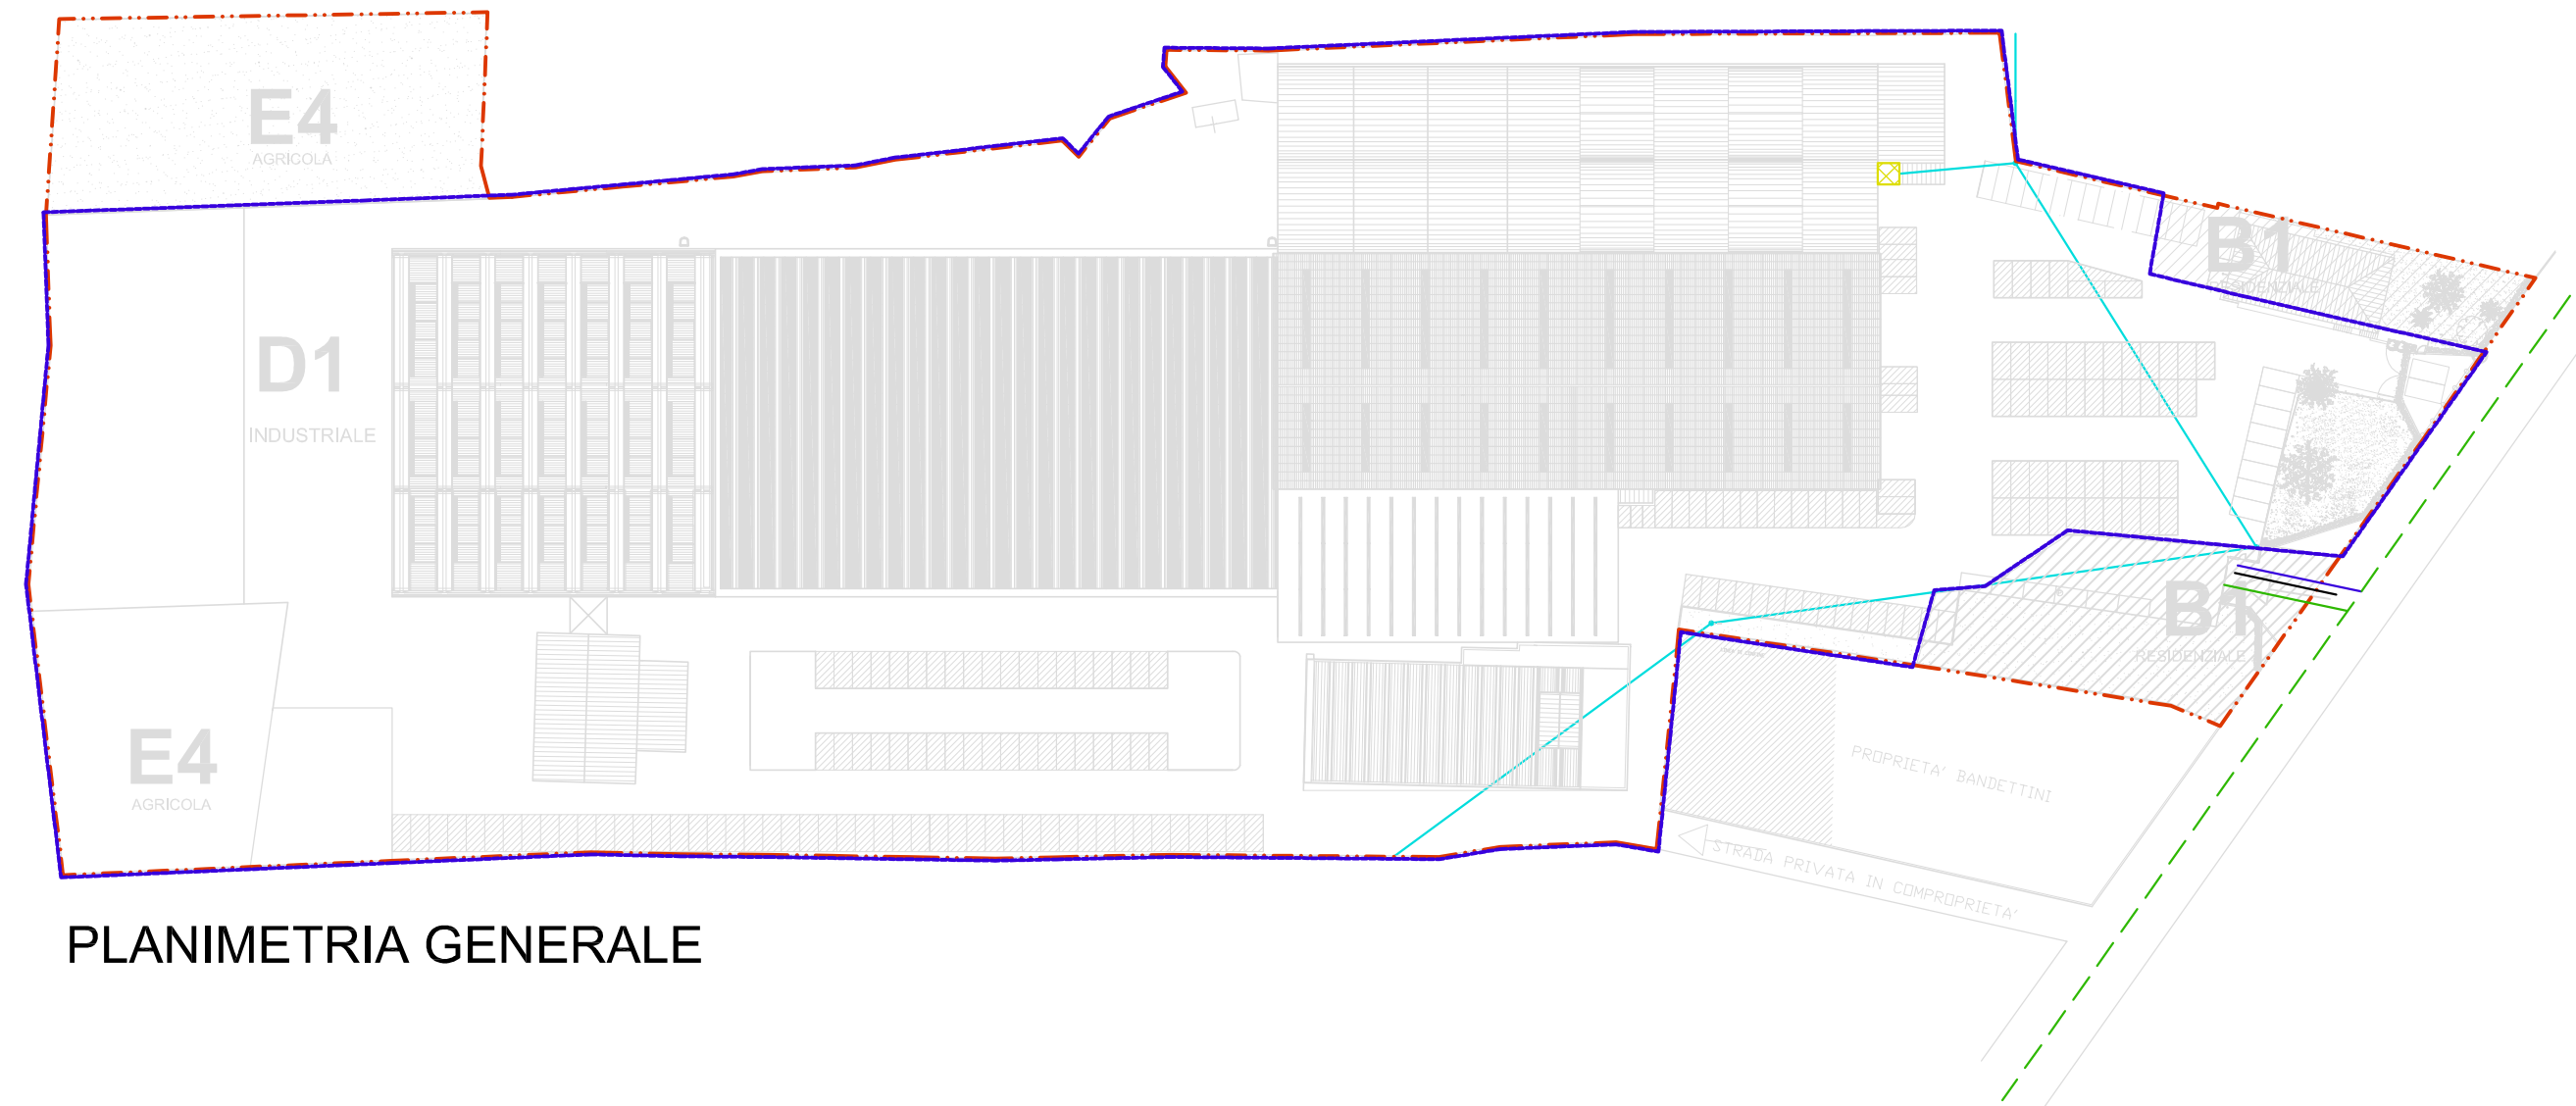 E4
AGRICOLA
B1
RESIDENZIALE
D1
INDUSTRIALE
B1
RESIDENZIALE
E4
AGRICOLA
PROPRIETA' BANDETTINI
STRADA PRIVATA IN COMPROPRIETA'
PLANIMETRIA GENERALE